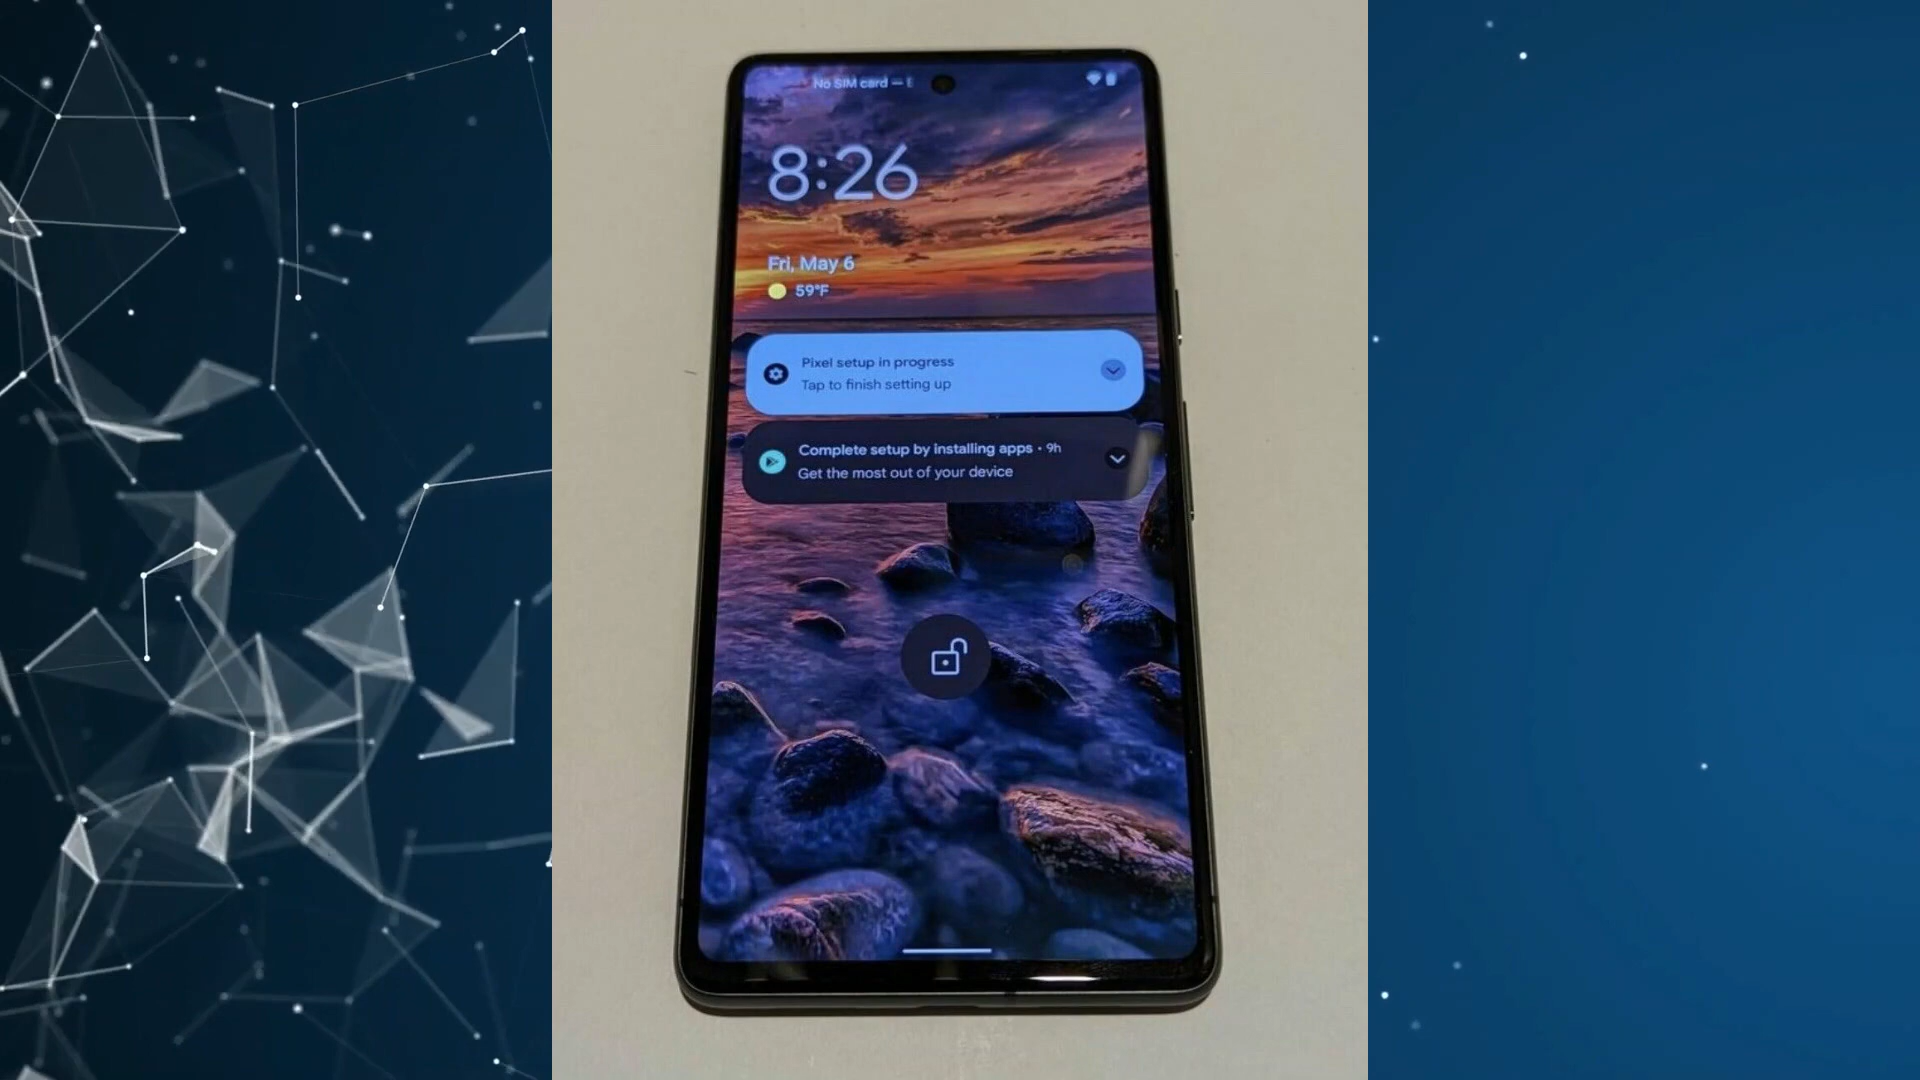 No SIM card —
8:26
Fri, May 6
59°F
Pixel setup in progress
Tap to finish setting up
Complete setup by installing apps • 9h
Get the most out of your device